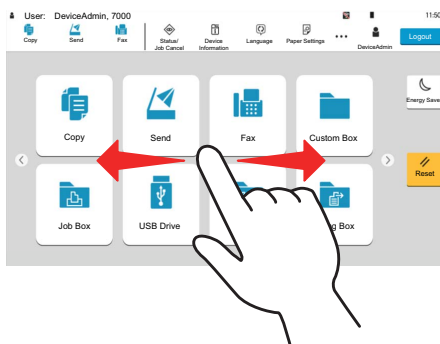 User: DeviceAdmin, 7000 11:50
Copy Send Fax Status/ Job Cancel Device Information Language Paper Settings DeviceAdmin Logout
Energy Save
Copy Send Fax Custom Box
Reset
Job Box USB Drive g Box